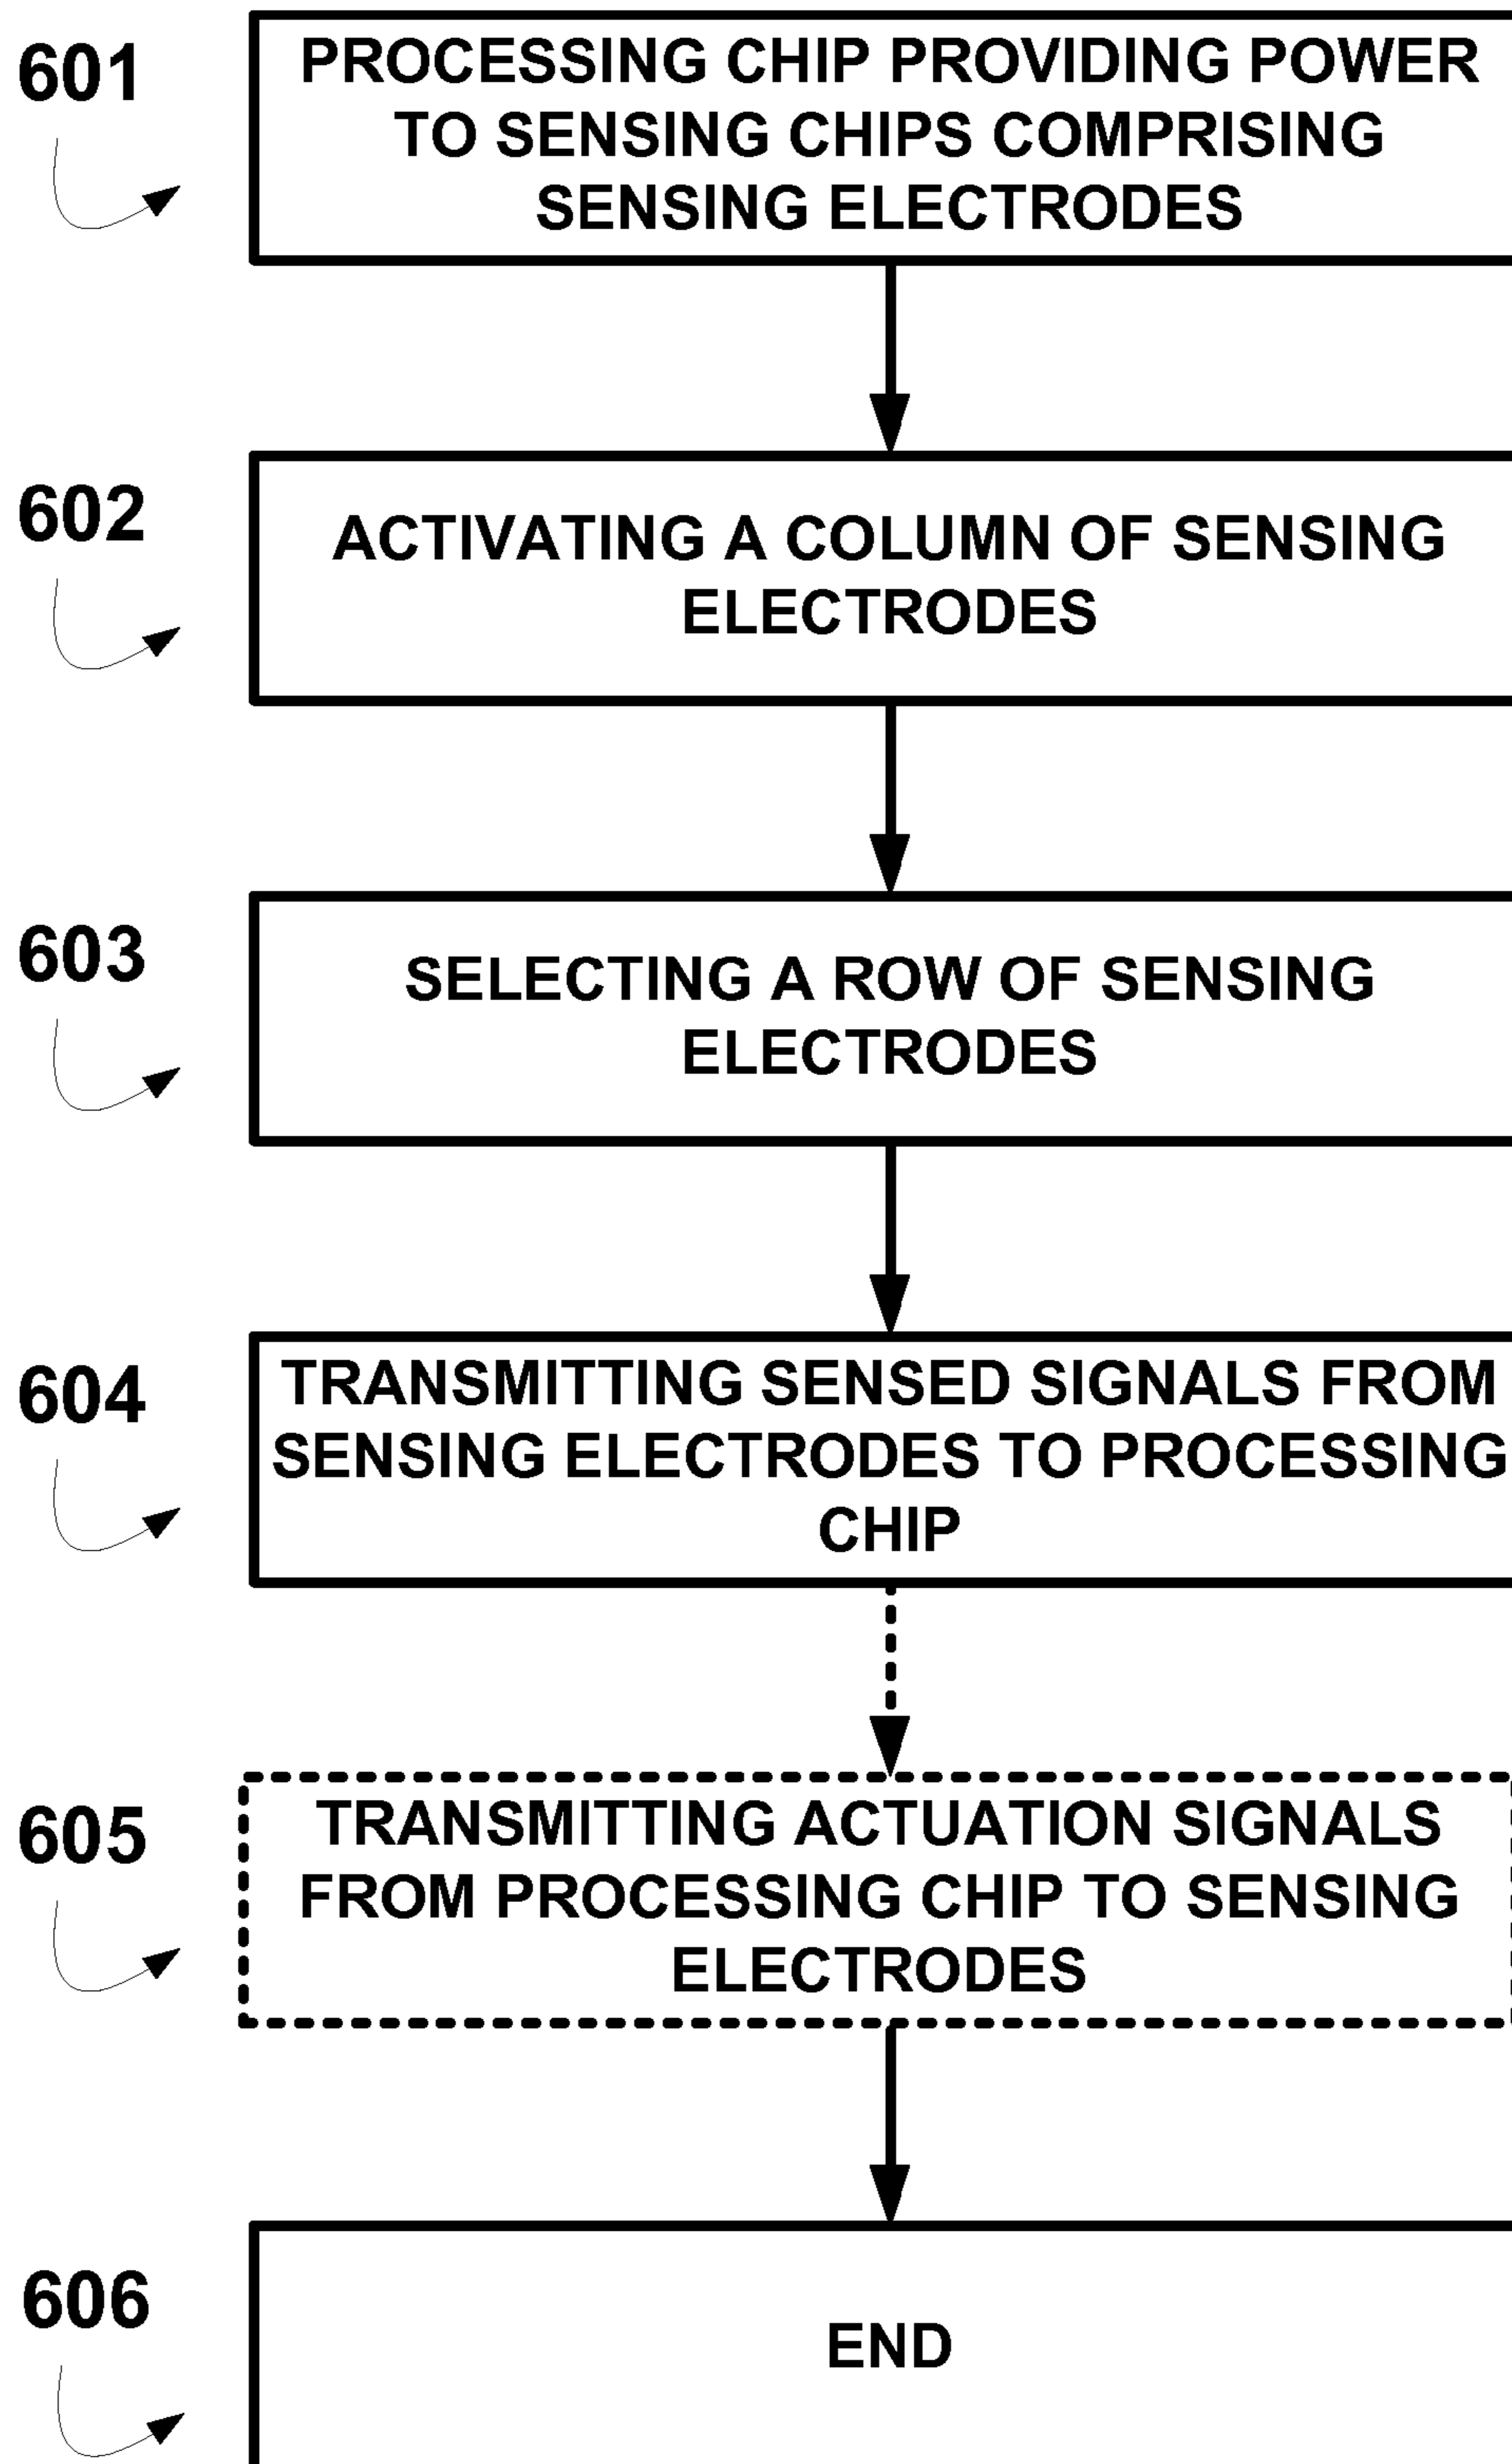 601
PROCESSING CHIP PROVIDING POWER
TO SENSING CHIPS COMPRISING
SENSING ELECTRODES
602
ACTIVATING A COLUMN OF SENSING
ELECTRODES
603
SELECTING A ROW OF SENSING
ELECTRODES
604
TRANSMITTING SENSED SIGNALS FROM
SENSING ELECTRODES TO PROCESSING
CHIP
605
TRANSMITTING ACTUATION SIGNALS
FROM PROCESSING CHIP TO SENSING
ELECTRODES
606
END